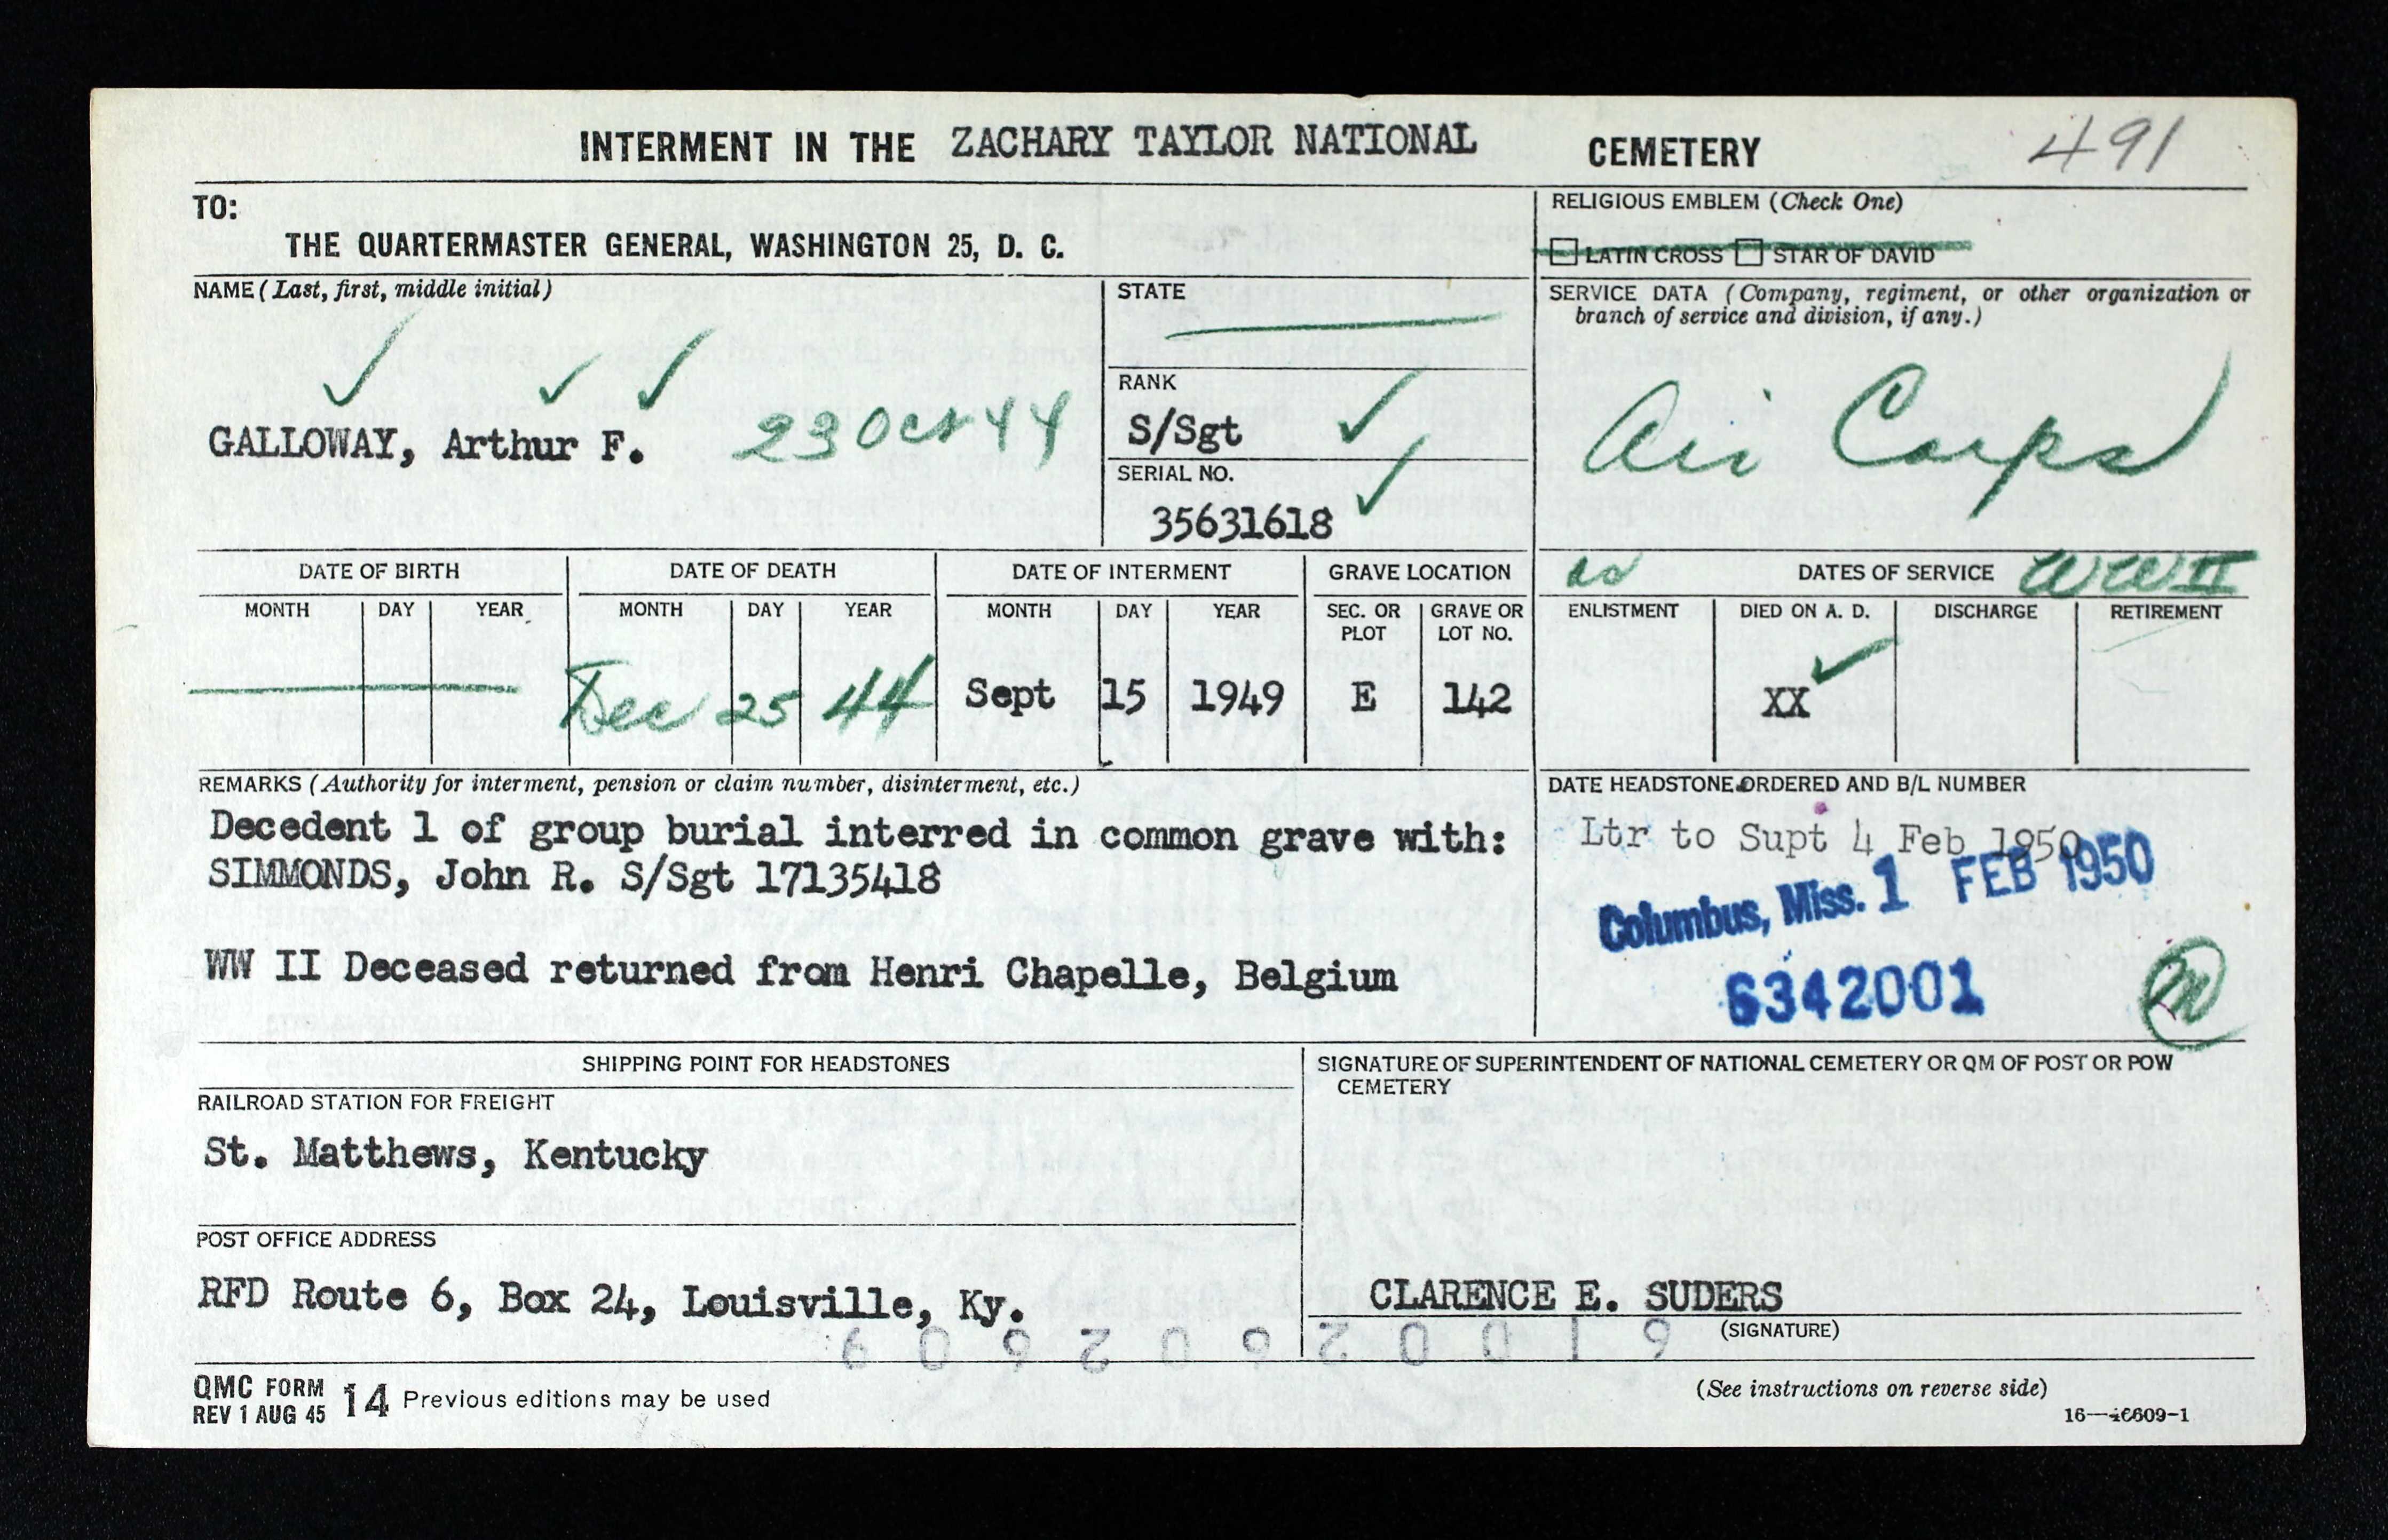 INTERMENT IN THE ZACHARY TAYLOR NATIONAL CEMETERY 491
TO:
THE QUARTERMASTER GENERAL, WASHINGTON 25, D. C.
RELIGIOUS EMBLEM (Check One)
LATIN CROSS STAR OF DAVID
NAME (Last, first, middle initial)
GALLOWAY, Arthur F. 23 Oct 44
STATE
RANK
S/Sgt
SERIAL NO.
35631618
SERVICE DATA (Company, regiment, or other organization or
branch of service and division, if any.)
Air Corps
DATE OF BIRTH DATE OF DEATH DATE OF INTERMENT GRAVE LOCATION DATES OF SERVICE WW II
MONTH DAY YEAR MONTH DAY YEAR MONTH DAY YEAR SEC. OR PLOT GRAVE OR LOT NO. ENLISTMENT DIED ON A. D. DISCHARGE RETIREMENT
Dec 25 44 Sept 15 1949 E 142 XX
REMARKS (Authority for interment, pension or claim number, disinterment, etc.)
Decedent 1 of group burial interred in common grave with:
SIMMONDS, John R. S/Sgt 17135418
WW II Deceased returned from Henri Chapelle, Belgium
DATE HEADSTONE ORDERED AND B/L NUMBER
Ltr to Supt 4 Feb 1950
Columbus, Miss. 1 FEB 1950
6342001
SHIPPING POINT FOR HEADSTONES
RAILROAD STATION FOR FREIGHT
St. Matthews, Kentucky
POST OFFICE ADDRESS
RFD Route 6, Box 24, Louisville, Ky.
SIGNATURE OF SUPERINTENDENT OF NATIONAL CEMETERY OR QM OF POST OR POW
CEMETERY
CLARENCE E. SUDERS
(SIGNATURE)
QMC FORM 14 Previous editions may be used
REV 1 AUG 45
(See instructions on reverse side)